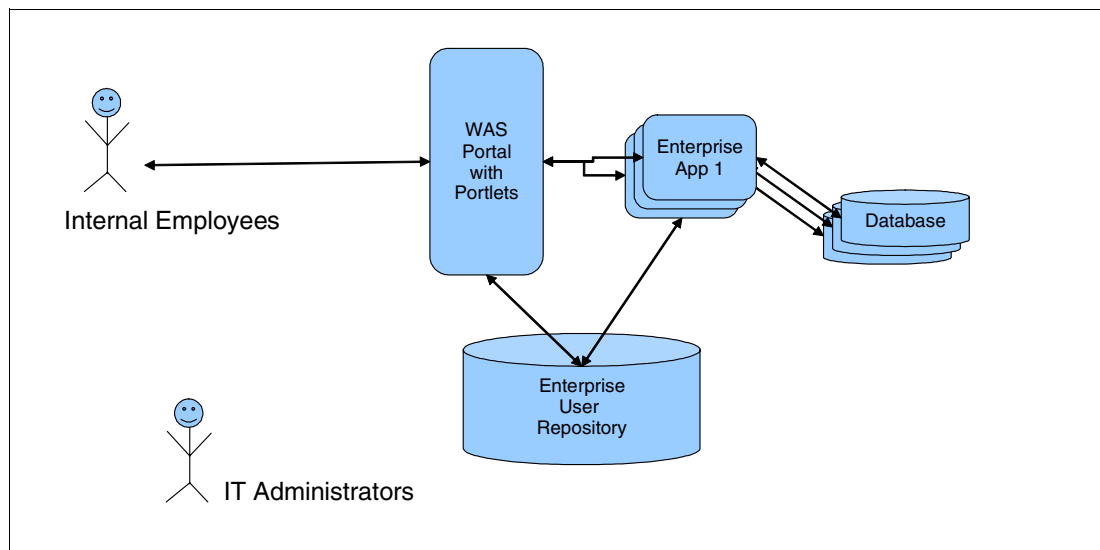 WAS
Portal
with
Portlets
Enterprise
App 1
Database
Internal Employees
Enterprise
User
Repository
IT Administrators